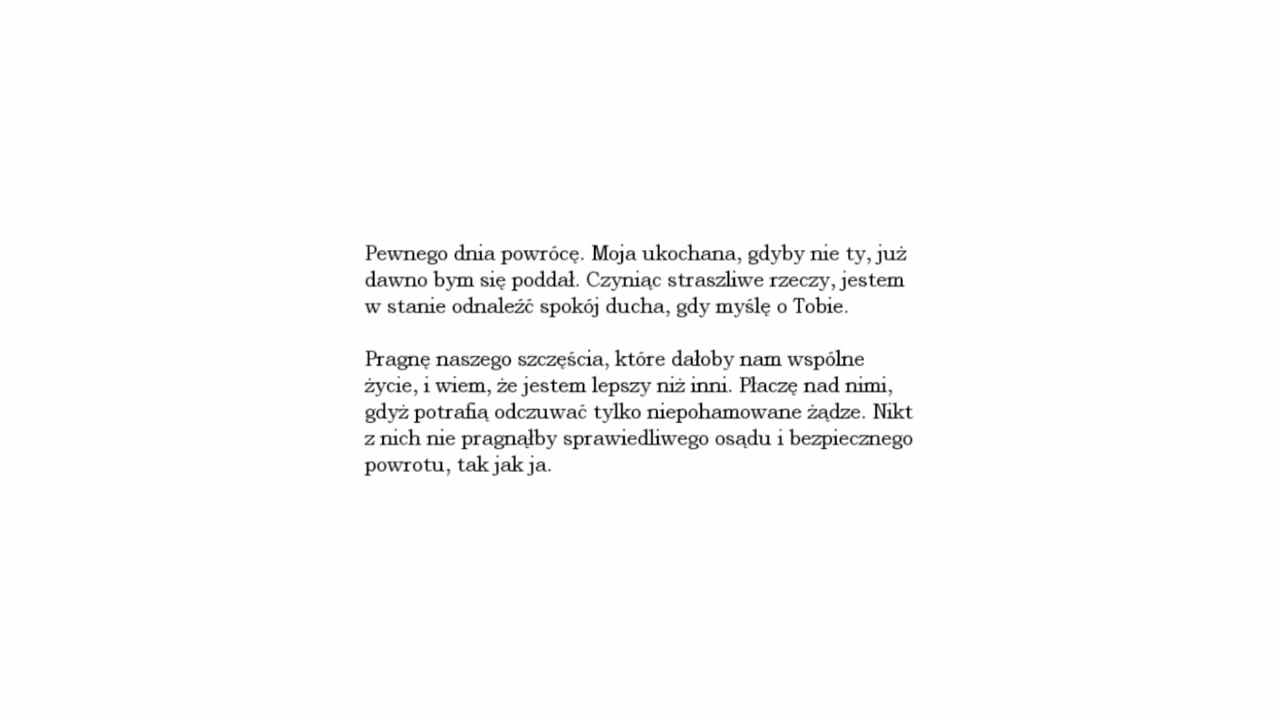 Pewnego dnia powrócę. Moja ukochana, gdyby nie ty, już
dawno bym się poddał. Czyniąc straszliwe rzeczy, jestem
w stanie odnaleźć spokój ducha, gdy myślę o Tobie.
Pragnę naszego szczęścia, które dałoby nam wspólne
życie, i wiem, że jestem lepszy niż inni. Płaczę nad nimi,
gdyż potrafią odczuwać tylko niepohamowane żądze. Nikt
z nich nie pragnąłby sprawiedliwego osądu i bezpiecznego
powrotu, tak jak ja.